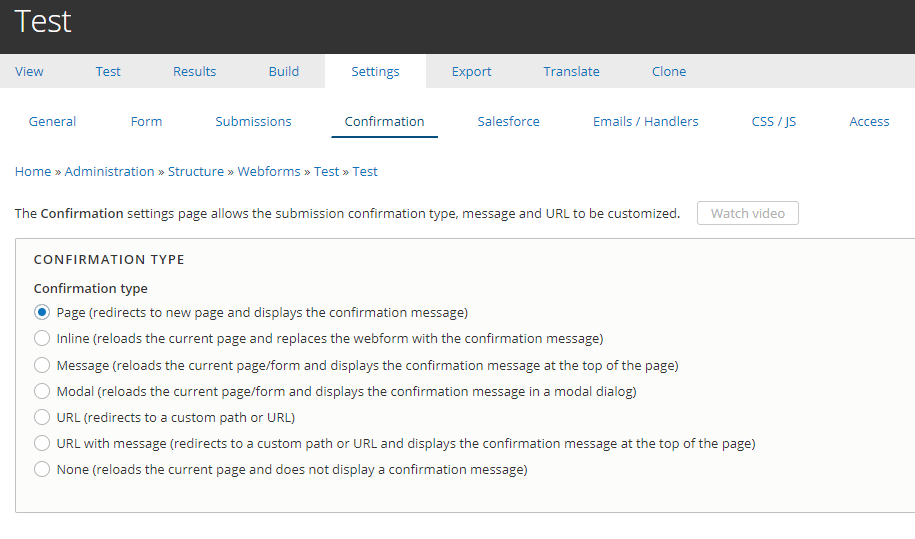 Test
View Test Results Build Settings Export Translate Clone
General Form Submissions Confirmation Salesforce Emails / Handlers CSS / JS Access
Home » Administration » Structure » Webforms » Test » Test
The Confirmation settings page allows the submission confirmation type, message and URL to be customized. Watch video
CONFIRMATION TYPE
Confirmation type
Page (redirects to new page and displays the confirmation message)
Inline (reloads the current page and replaces the webform with the confirmation message)
Message (reloads the current page/form and displays the confirmation message at the top of the page)
Modal (reloads the current page/form and displays the confirmation message in a modal dialog)
URL (redirects to a custom path or URL)
URL with message (redirects to a custom path or URL and displays the confirmation message at the top of the page)
None (reloads the current page and does not display a confirmation message)